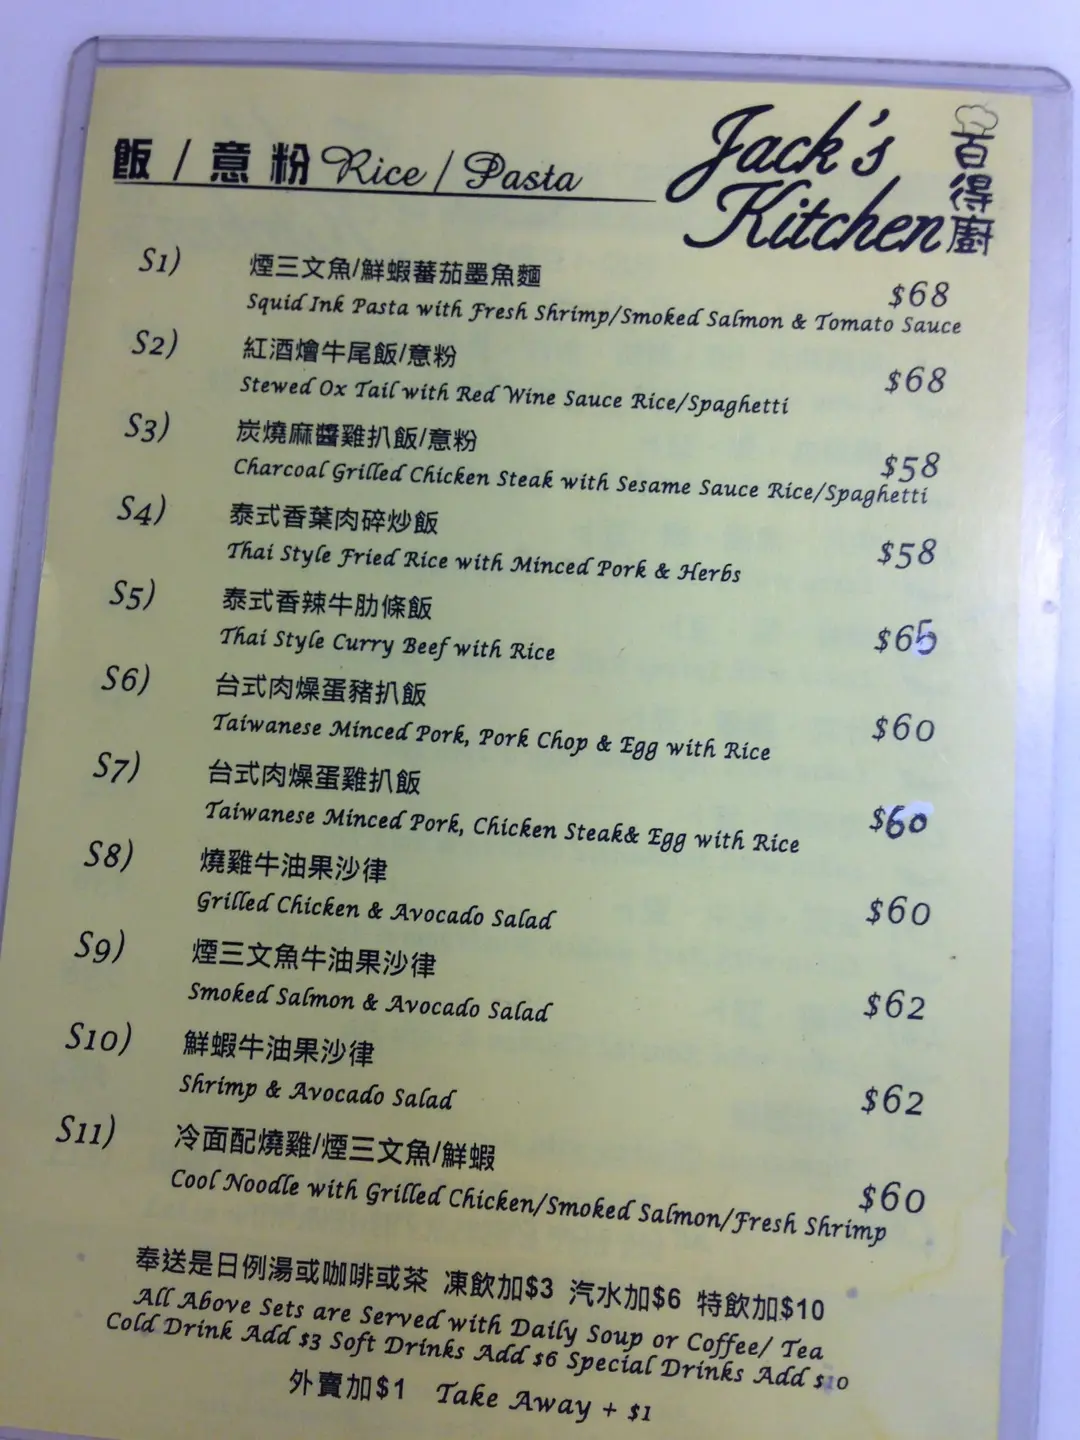 飯 / 意粉 Rice / Pasta
Jack's
Kitchen
百得廚
S1) 煙三文魚/鮮蝦蕃茄墨魚麵 $68
Squid Ink Pasta with Fresh Shrimp/Smoked Salmon & Tomato Sauce
S2) 紅酒燴牛尾飯/意粉 $68
Stewed Ox Tail with Red Wine Sauce Rice/Spaghetti
S3) 炭燒麻醬雞扒飯/意粉 $58
Charcoal Grilled Chicken Steak with Sesame Sauce Rice/Spaghetti
S4) 泰式香葉肉碎炒飯 $58
Thai Style Fried Rice with Minced Pork & Herbs
S5) 泰式香辣牛肋條飯 $65
Thai Style Curry Beef with Rice
S6) 台式肉燥蛋豬扒飯 $60
Taiwanese Minced Pork, Pork Chop & Egg with Rice
S7) 台式肉燥蛋雞扒飯 $60
Taiwanese Minced Pork, Chicken Steak& Egg with Rice
S8) 燒雞牛油果沙律 $60
Grilled Chicken & Avocado Salad
S9) 煙三文魚牛油果沙律 $62
Smoked Salmon & Avocado Salad
S10) 鮮蝦牛油果沙律 $62
Shrimp & Avocado Salad
S11) 冷面配燒雞/煙三文魚/鮮蝦 $60
Cool Noodle with Grilled Chicken/Smoked Salmon/Fresh Shrimp
奉送是日例湯或咖啡或茶 凍飲加$3 汽水加$6 特飲加$10
All Above Sets are Served with Daily Soup or Coffee/ Tea
Cold Drink Add $3 Soft Drinks Add $6 Special Drinks Add $10
外賣加$1 Take Away + $1